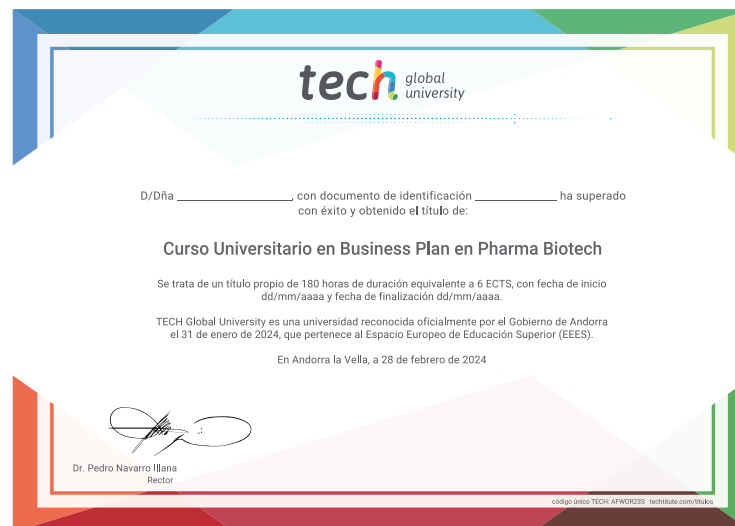 tech global university
D/Dña ______________, con documento de identificación ______________ ha superado
con éxito y obtenido el título de:
Curso Universitario en Business Plan en Pharma Biotech
Se trata de un título propio de 180 horas de duración equivalente a 6 ECTS, con fecha de inicio
dd/mm/aaaa y fecha de finalización dd/mm/aaaa.
TECH Global University es una universidad reconocida oficialmente por el Gobierno de Andorra
el 31 de enero de 2024, que pertenece al Espacio Europeo de Educación Superior (EEES).
En Andorra la Vella, a 28 de febrero de 2024
Dr. Pedro Navarro Illana
Rector
código único TECH: AFWOR23S techtitute.com/titulos